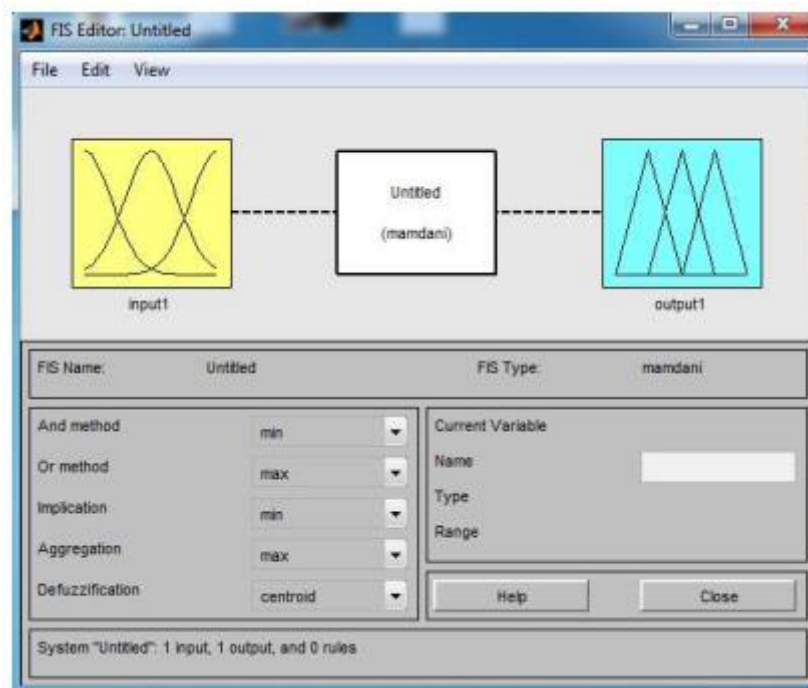 FIS Editor: Untitled
File Edit View
Untitled
(mamdani)
input1
output1
FIS Name: Untitled FIS Type: mamdani
And method min
Or method max
Implication min
Aggregation max
Defuzzification centroid
Current Variable
Name
Type
Range
Help Close
System "Untitled": 1 input, 1 output, and 0 rules